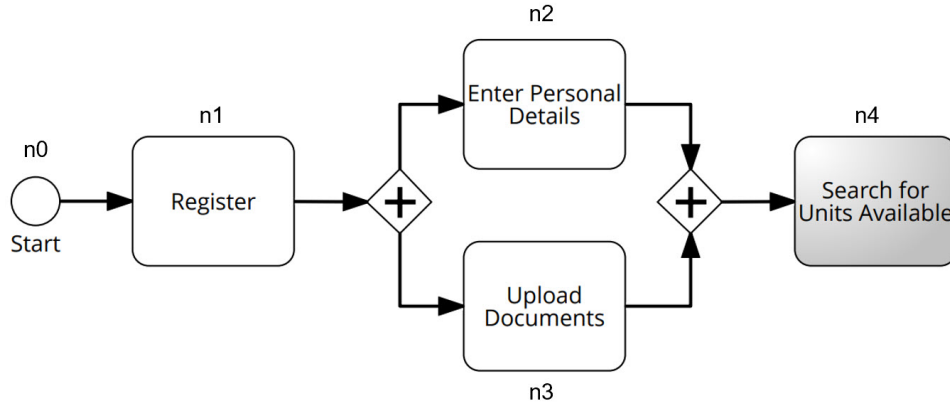 n0
Start
n1
Register
n2
Enter Personal
Details
Upload
Documents
n3
n4
Search for
Units Available